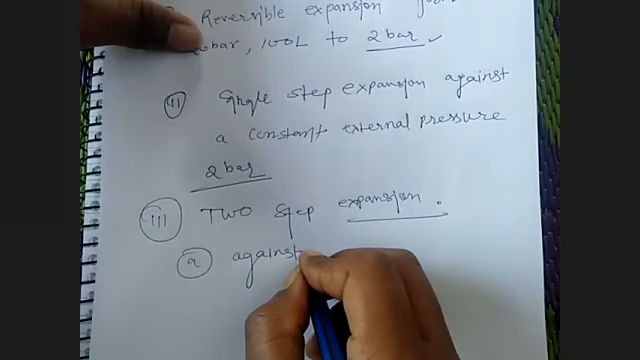 Reversible expansion from
bar, 100L to 2 bar
(ii) Single step expansion against
a constant external pressure
2 bar
(iii) Two step expansion.
(a) against